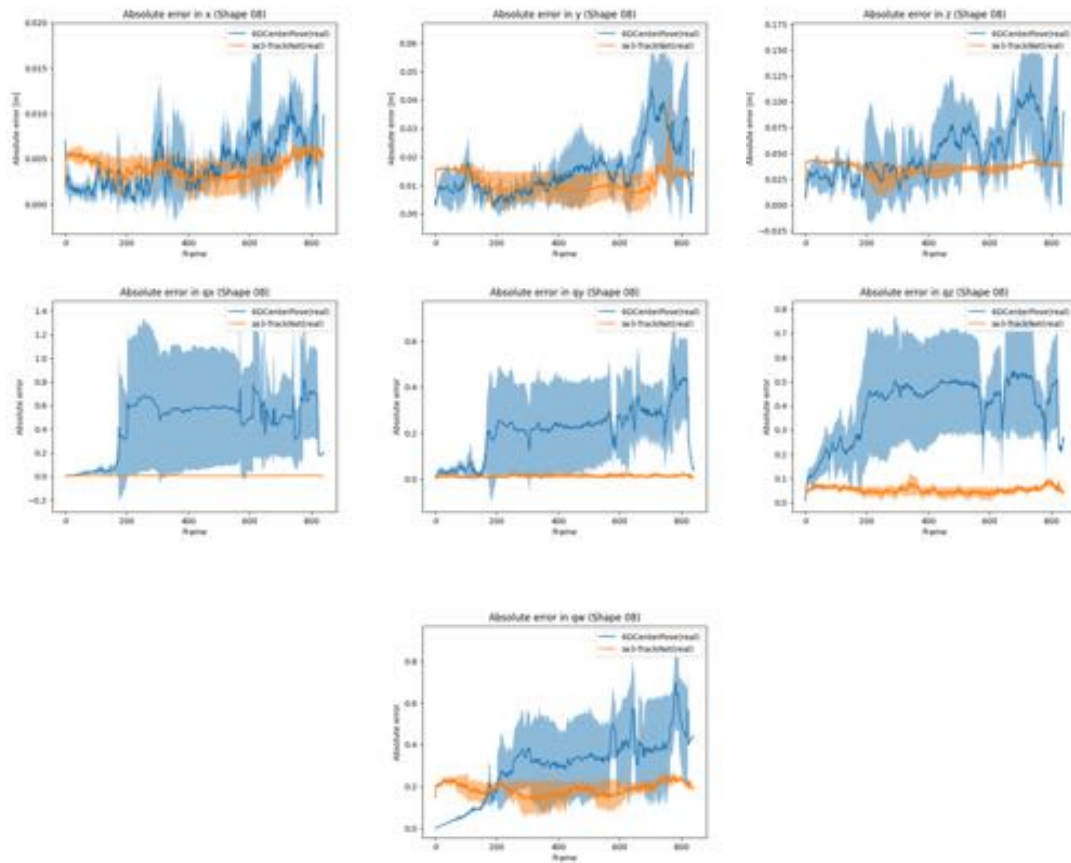 Absolute error in x (Shape 08)
0.020
0.015
0.010
0.005
0.000
Absolute error [m]
6DCenterPose(real)
se3-TrackNet(real)
0
200
400
600
800
Frame
Absolute error in y (Shape 08)
0.06
0.05
0.04
0.03
0.02
0.01
0.00
Absolute error [m]
6DCenterPose(real)
se3-TrackNet(real)
0
200
400
600
800
Frame
Absolute error in z (Shape 08)
0.175
0.150
0.125
0.100
0.075
0.050
0.025
0.000
−0.025
Absolute error [m]
6DCenterPose(real)
se3-TrackNet(real)
0
200
400
600
800
Frame
Absolute error in qx (Shape 08)
1.4
1.2
1.0
0.8
0.6
0.4
0.2
0.0
−0.2
Absolute error
6DCenterPose(real)
se3-TrackNet(real)
0
200
400
600
800
Frame
Absolute error in qy (Shape 08)
0.6
0.4
0.2
0.0
Absolute error
6DCenterPose(real)
se3-TrackNet(real)
0
200
400
600
800
Frame
Absolute error in qz (Shape 08)
0.8
0.7
0.6
0.5
0.4
0.3
0.2
0.1
0.0
Absolute error
6DCenterPose(real)
se3-TrackNet(real)
0
200
400
600
800
Frame
Absolute error in qw (Shape 08)
0.8
0.6
0.4
0.2
0.0
Absolute error
6DCenterPose(real)
se3-TrackNet(real)
0
200
400
600
800
Frame